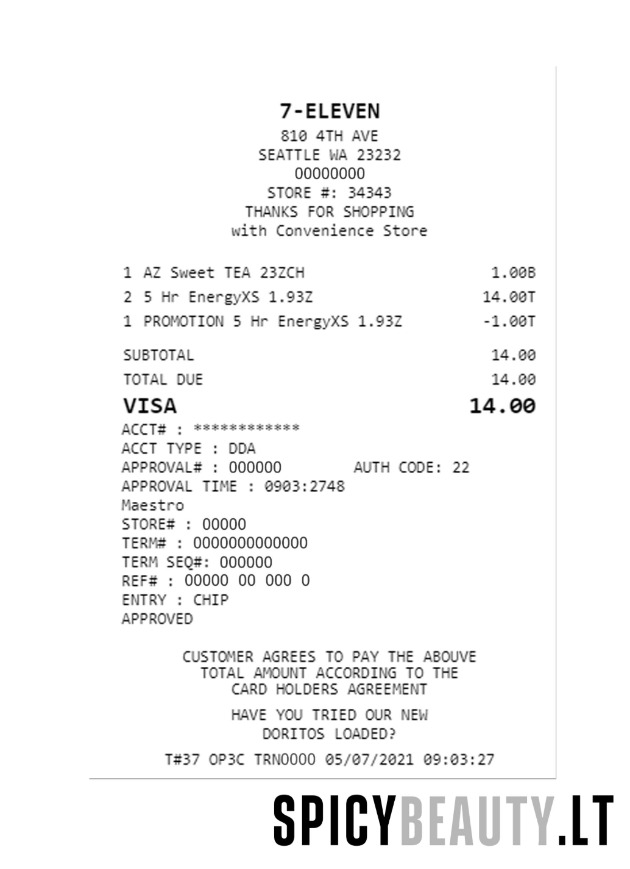 7-ELEVEN
810 4TH AVE
SEATTLE WA 23232
00000000
STORE #: 34343
THANKS FOR SHOPPING
with Convenience Store
1 AZ Sweet TEA 23ZCH 1.00B
2 5 Hr EnergyXS 1.93Z 14.00T
1 PROMOTION 5 Hr EnergyXS 1.93Z -1.00T
SUBTOTAL 14.00
TOTAL DUE 14.00
VISA 14.00
ACCT# : ************
ACCT TYPE : DDA
APPROVAL# : 000000 AUTH CODE: 22
APPROVAL TIME : 0903:2748
Maestro
STORE# : 00000
TERM# : 0000000000000
TERM SEQ#: 000000
REF# : 00000 00 000 0
ENTRY : CHIP
APPROVED
CUSTOMER AGREES TO PAY THE ABOUVE
TOTAL AMOUNT ACCORDING TO THE
CARD HOLDERS AGREEMENT
HAVE YOU TRIED OUR NEW
DORITOS LOADED?
T#37 OP3C TRN0000 05/07/2021 09:03:27
SPICYBEAUTY.LT